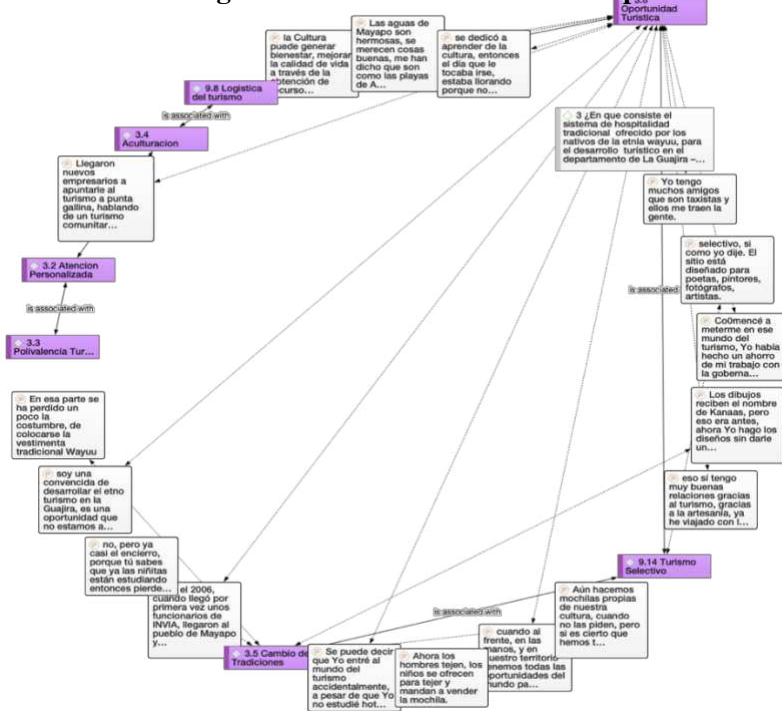 Oportunidad
Turistica
la Cultura
puede generar
bienestar, mejorar
la calidad de vida
a través de la
obtención de
Las aguas de
Mayapo son
hermosas, se
merecen cosas
buenas, me han
dicho que son
como las playas
de A...
se dedicó a
aprender de la
cultura, entonces
el día que le
tocaba irse,
estaba llorando
porque no...
9.8 Logistica
del turismo
is associated with
3.4
Aculturacion
3 ¿En que consiste el
sistema de hospitalidad
tradicional ofrecido por los
nativos de la etnia wayuu, para
el desarrollo turístico en el
departamento de La Guajira –...
Llegaron
nuevos
empresarios a
apuntarle al
turismo a punta
gallina, hablando
de un turismo
comunitar...
Yo tengo
muchos amigos
que son taxistas y
ellos me traen la
gente.
selectivo, si
como yo dije. El
sitio está
diseñado para
poetas, pintores,
fotógrafos,
artistas.
3.2 Atencion
Personalizada
is associated
is associated with
Co0mencé a
meterme en ese
mundo del
turismo, Yo había
hecho un ahorro
de mi trabajo con
la goberna...
3.3
Polivalencia Tur...
En esa parte se
ha perdido un
poco la
costumbre, de
colocarse la
vestimenta
tradicional Wayuu
Los dibujos
reciben el nombre
de Kanaas, pero
eso era antes,
ahora Yo hago los
diseños sin darle
un...
soy una
convencida de
desarrollar el etno
turismo en la
Guajira, es una
oportunidad que
no estamos a...
eso sí tengo
muy buenas
relaciones gracias
al turismo, gracias
a la artesanía, ya
he viajado con l...
no, pero ya
casi el encierro,
porque tú sabes
que ya las niñitas
están estudiando
entonces pierde...
el 2006,
cuando llegó por
primera vez unos
funcionarios de
INVIA, llegaron al
pueblo de Mayapo
y...
9.14 Turismo
Selectivo
is associated with
Aún hacemos
mochilas propias
de nuestra
cultura, cuando
no las piden, pero
si es cierto que
hemos t...
cuando al
frente, en las
manos, y en
nuestro territorio
tenemos todas las
oportunidades del
mundo pa...
3.5 Cambio de
Tradiciones
Se puede decir
que Yo entré al
mundo del
turismo
accidentalmente,
a pesar de que Yo
no estudié hot...
Ahora los
hombres tejen, los
niños se ofrecen
para tejer y
mandan a vender
la mochila.